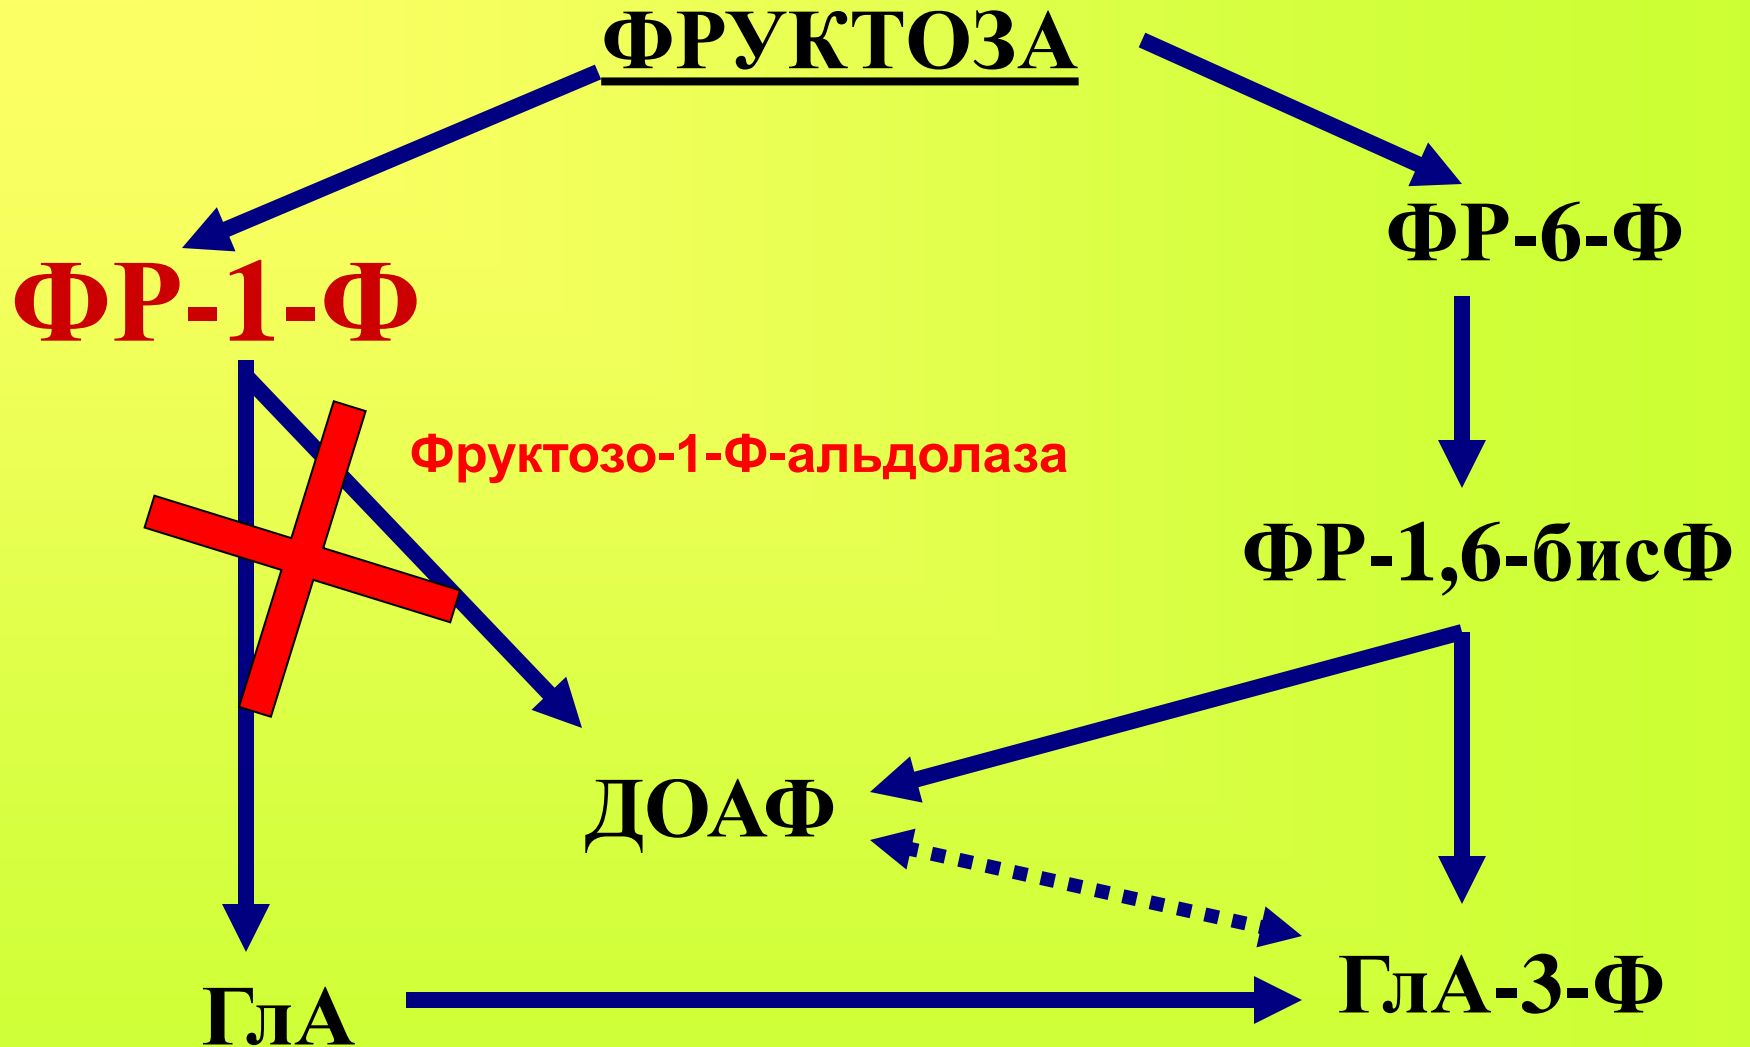 ФРУКТОЗА
ФР-6-Ф
ФР-1-Ф
Фруктозо-1-Ф-альдолаза
ФР-1,6-бисФ
ДОАФ
ГлА-3-Ф
ГлА